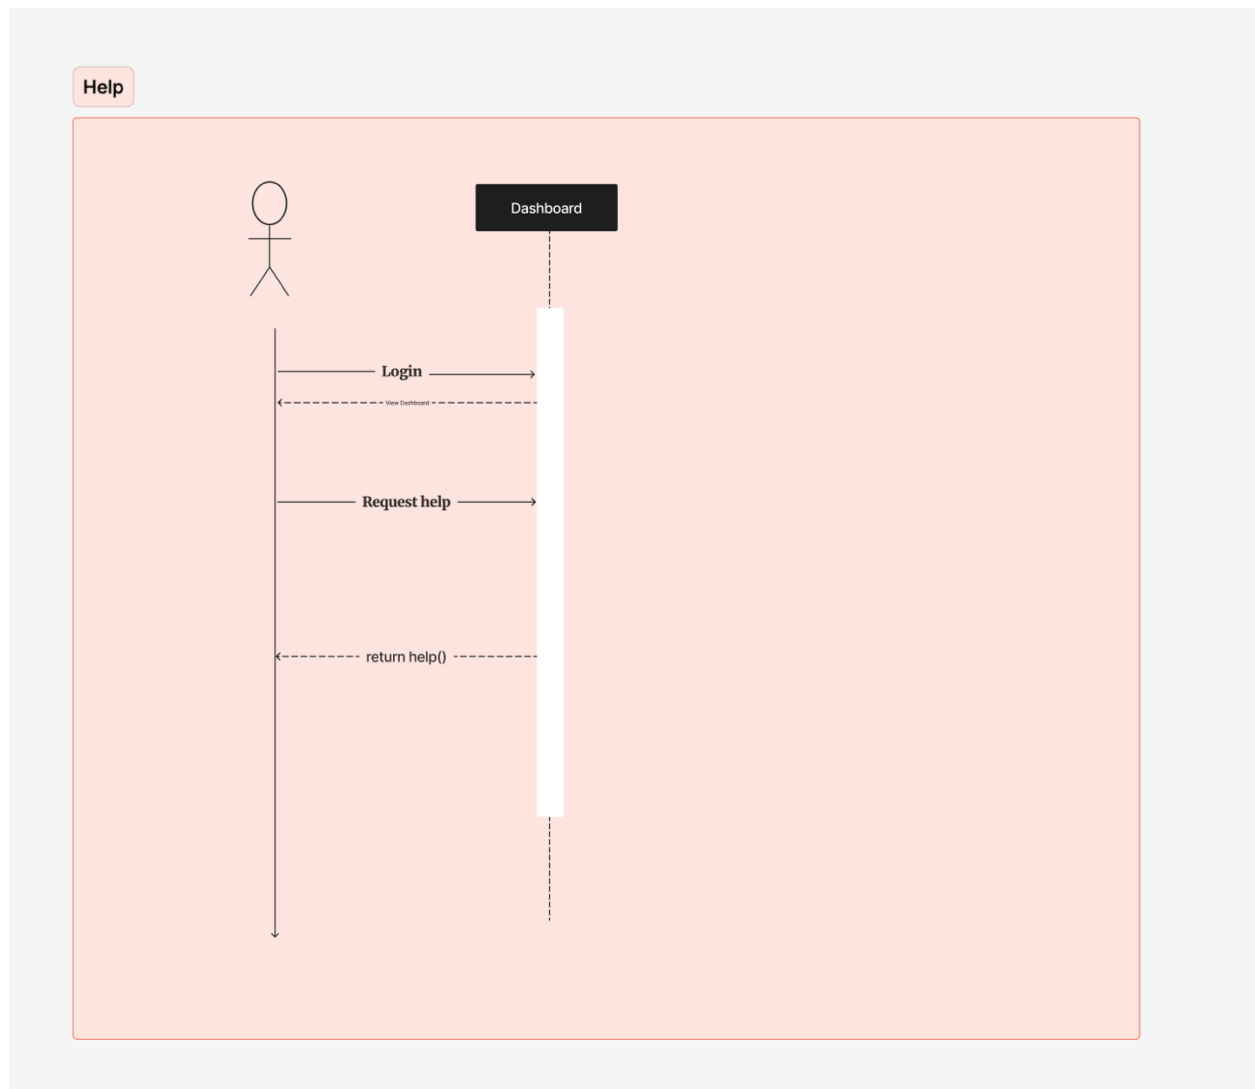 Help
Dashboard
Login
View Dashboard
Request help
return help()